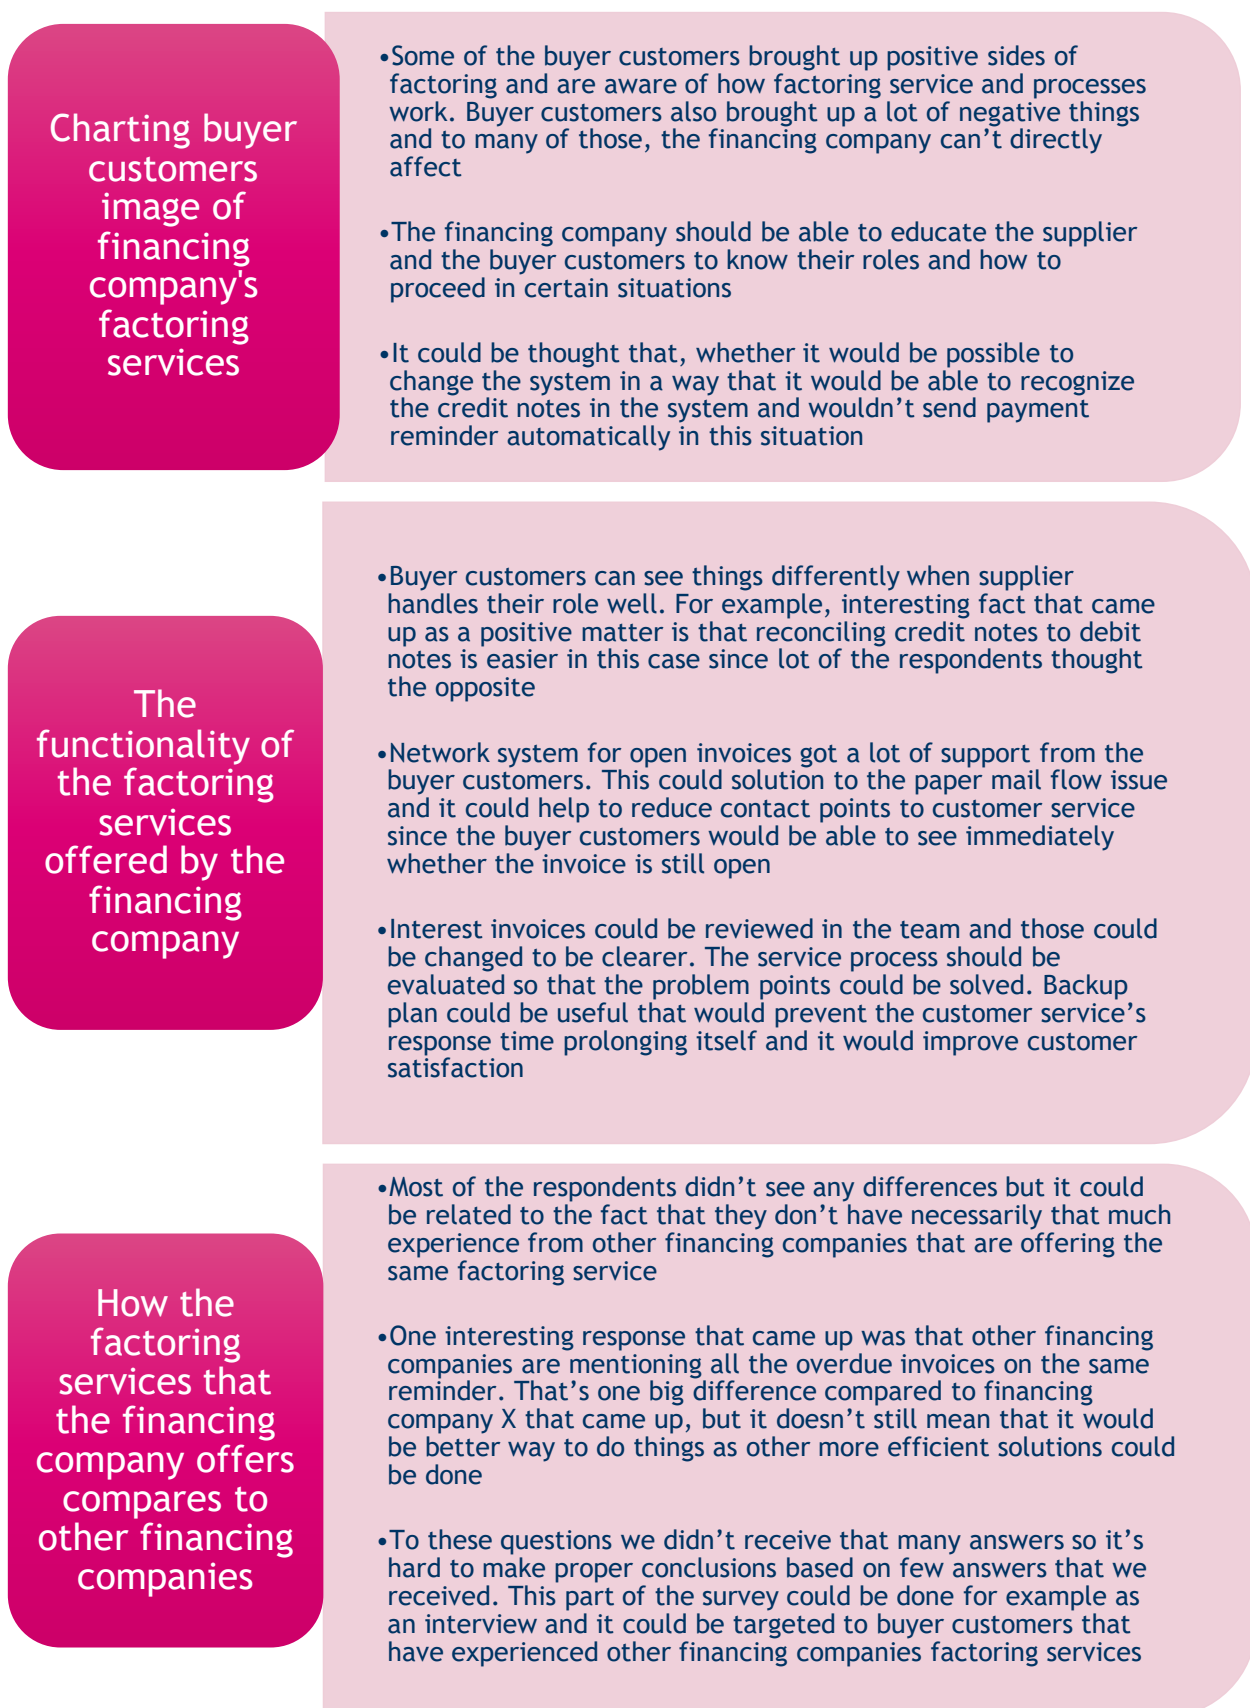 Charting buyer
customers
image of
financing
company's
factoring
services
•Some of the buyer customers brought up positive sides of
factoring and are aware of how factoring service and processes
work. Buyer customers also brought up a lot of negative things
and to many of those, the financing company can’t directly
affect
•The financing company should be able to educate the supplier
and the buyer customers to know their roles and how to
proceed in certain situations
•It could be thought that, whether it would be possible to
change the system in a way that it would be able to recognize
the credit notes in the system and wouldn’t send payment
reminder automatically in this situation
The
functionality of
the factoring
services
offered by the
financing
company
•Buyer customers can see things differently when supplier
handles their role well. For example, interesting fact that came
up as a positive matter is that reconciling credit notes to debit
notes is easier in this case since lot of the respondents thought
the opposite
•Network system for open invoices got a lot of support from the
buyer customers. This could solution to the paper mail flow issue
and it could help to reduce contact points to customer service
since the buyer customers would be able to see immediately
whether the invoice is still open
•Interest invoices could be reviewed in the team and those could
be changed to be clearer. The service process should be
evaluated so that the problem points could be solved. Backup
plan could be useful that would prevent the customer service’s
response time prolonging itself and it would improve customer
satisfaction
How the
factoring
services that
the financing
company offers
compares to
other financing
companies
•Most of the respondents didn’t see any differences but it could
be related to the fact that they don’t have necessarily that much
experience from other financing companies that are offering the
same factoring service
•One interesting response that came up was that other financing
companies are mentioning all the overdue invoices on the same
reminder. That’s one big difference compared to financing
company X that came up, but it doesn’t still mean that it would
be better way to do things as other more efficient solutions could
be done
•To these questions we didn’t receive that many answers so it’s
hard to make proper conclusions based on few answers that we
received. This part of the survey could be done for example as
an interview and it could be targeted to buyer customers that
have experienced other financing companies factoring services